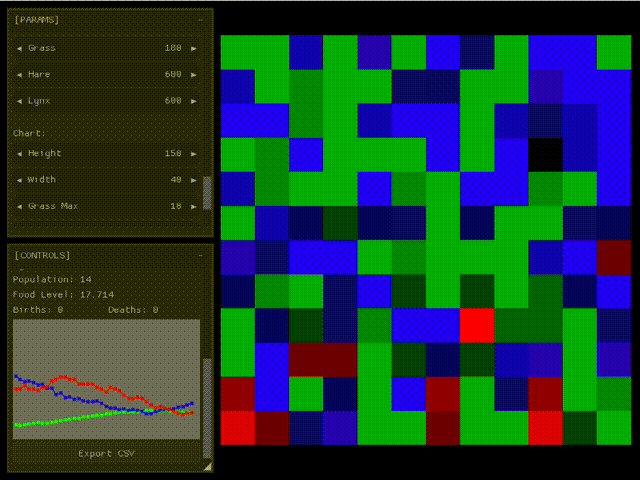 [PARAMS] -
◄ Grass 180 ►
◄ Hare 600 ►
◄ Lynx 600 ►
Chart:
◄ Height 150 ►
◄ Width 40 ►
◄ Grass Max 10 ►
[CONTROLS] -
Population: 14
Food Level: 17.714
Births: 0 Deaths: 0
Export CSV